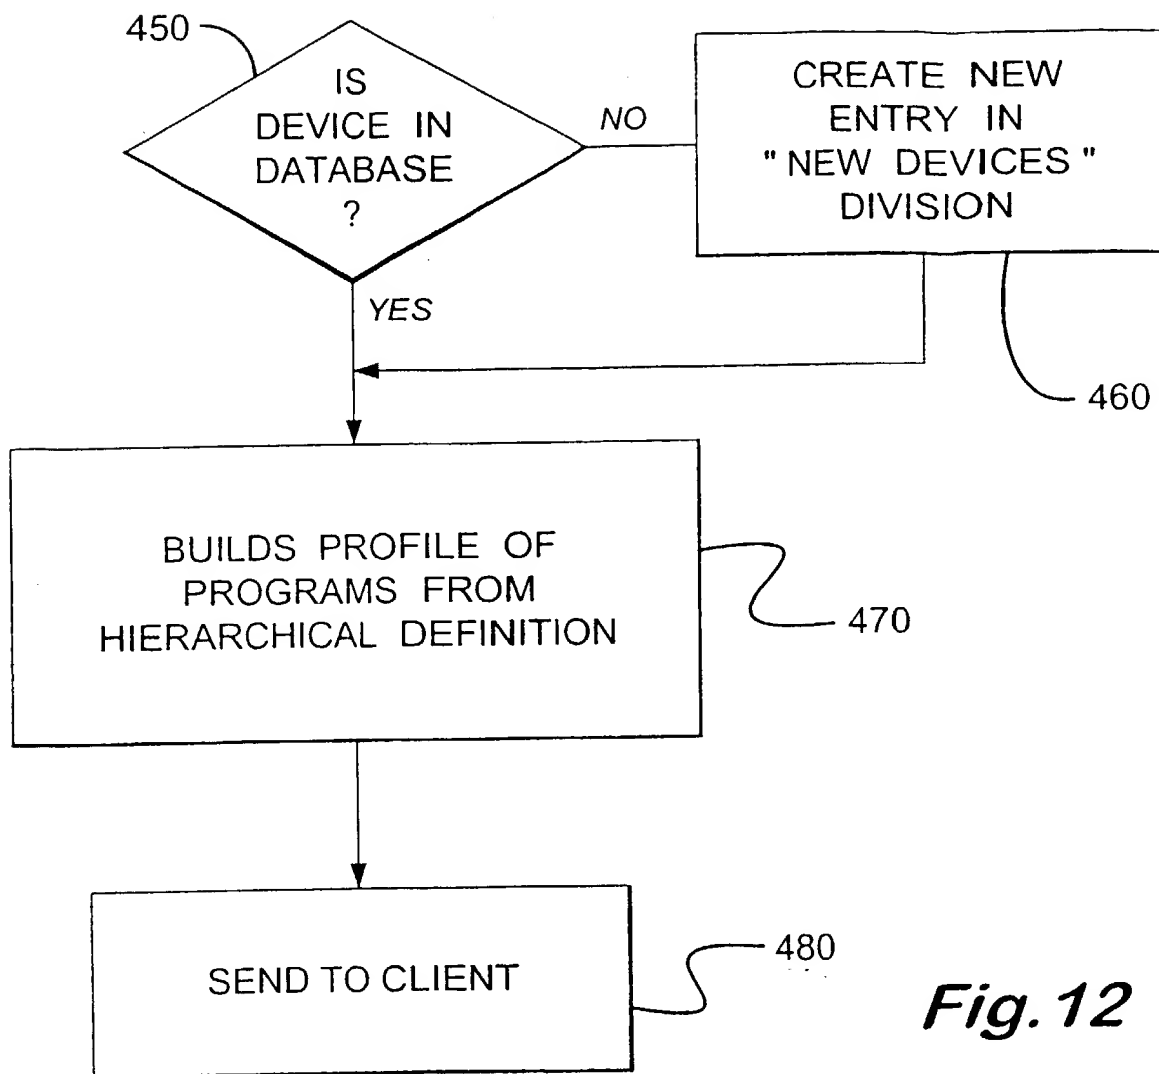 450
IS
DEVICE IN
DATABASE
?
NO
CREATE NEW
ENTRY IN
"NEW DEVICES"
DIVISION
YES
460
BUILDS PROFILE OF
PROGRAMS FROM
HIERARCHICAL DEFINITION
470
SEND TO CLIENT
480
Fig.12